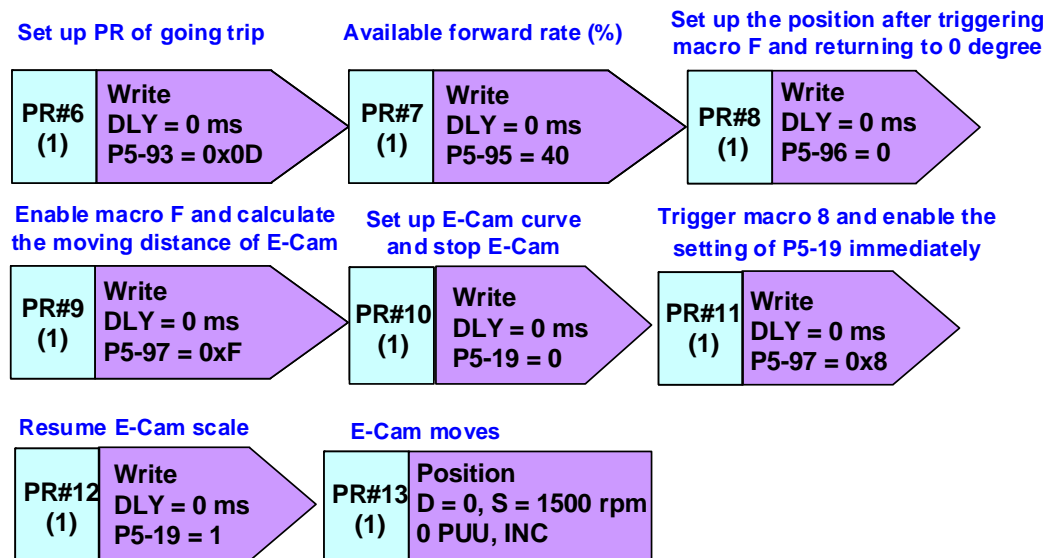 Set up PR of going trip
PR#6
(1)
Write
DLY = 0 ms
P5-93 = 0x0D
Available forward rate (%)
PR#7
(1)
Write
DLY = 0 ms
P5-95 = 40
Set up the position after triggering
macro F and returning to 0 degree
PR#8
(1)
Write
DLY = 0 ms
P5-96 = 0
Enable macro F and calculate
the moving distance of E-Cam
PR#9
(1)
Write
DLY = 0 ms
P5-97 = 0xF
Set up E-Cam curve
and stop E-Cam
PR#10
(1)
Write
DLY = 0 ms
P5-19 = 0
Trigger macro 8 and enable the
setting of P5-19 immediately
PR#11
(1)
Write
DLY = 0 ms
P5-97 = 0x8
Resume E-Cam scale
PR#12
(1)
Write
DLY = 0 ms
P5-19 = 1
E-Cam moves
PR#13
(1)
Position
D = 0, S = 1500 rpm
0 PUU, INC